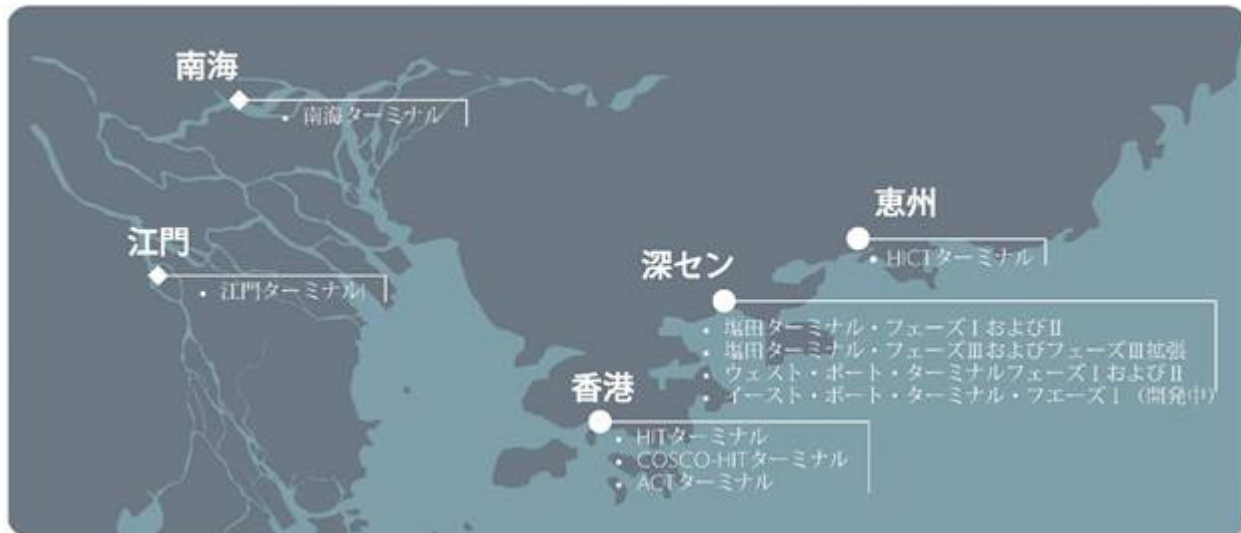 南海
• 南海ターミナル
恵州
• HICTターミナル
江門
• 江門ターミナル
深セン
• 塩田ターミナル・フェーズⅠおよびⅡ
• 塩田ターミナル・フェーズⅢおよびフェーズⅢ拡張
• ウェスト・ポート・ターミナルフェーズⅠおよびⅡ
• イースト・ポート・ターミナル・フエーズⅠ（開発中）
香港
• HITターミナル
• COSCO-HITターミナル
• ACTターミナル